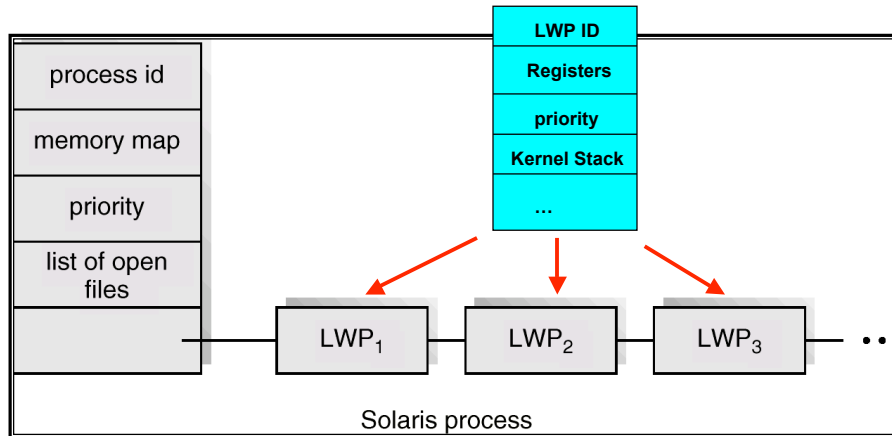 LWP ID
Registers
priority
Kernel Stack
...
process id
memory map
priority
list of open
files
LWP1
LWP2
LWP3
Solaris process